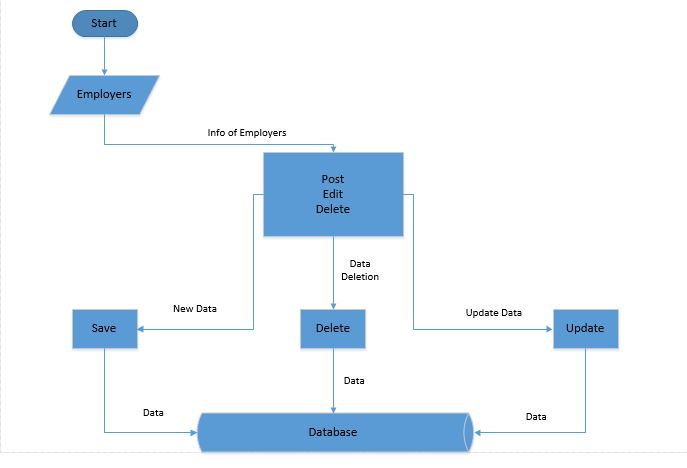 Start
Employers
Info of Employers
Post
Edit
Delete
Data
Deletion
New Data
Update Data
Save
Delete
Update
Data
Data
Data
Database